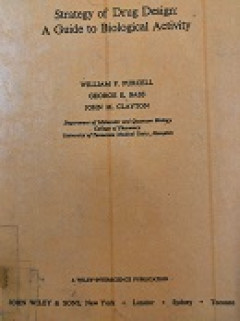 Strategy of Drug Design:
A Guide to Biological Activity
WILLIAM P. PURCELL
GEORGE E. BASS
JOHN M. CLAYTON
Department of Molecular and Quantum Biology
College of Pharmacy
University of Tennessee Medical Units, Memphis
A WILEY-INTERSCIENCE PUBLICATION
JOHN WILEY & SONS, New York • London • Sydney • Toronto